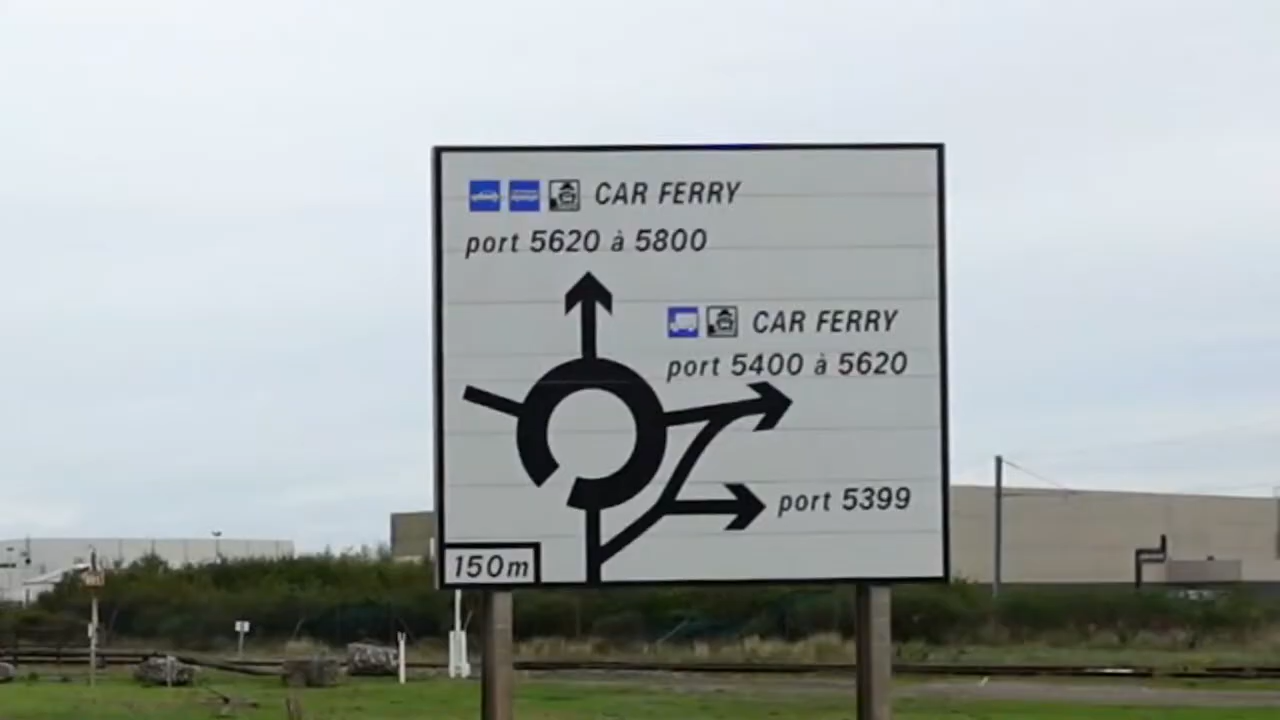 CAR FERRY
port 5620 à 5800
CAR FERRY
port 5400 à 5620
port 5399
150m